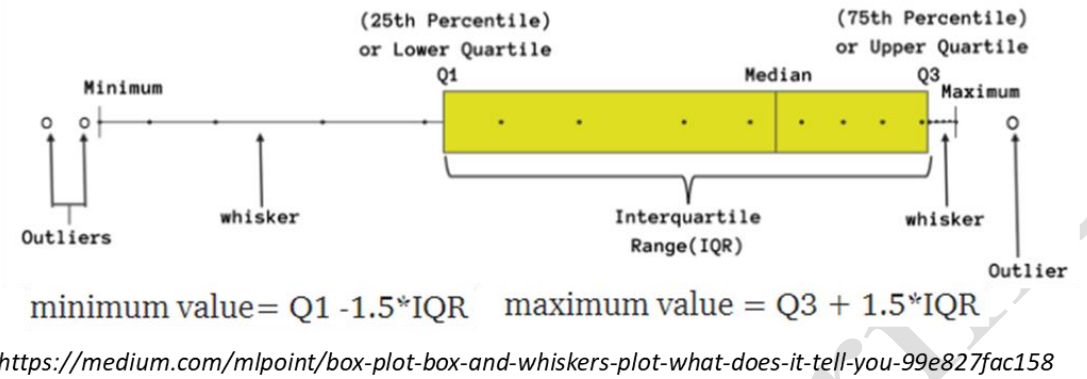 (25th Percentile)
or Lower Quartile
Q1
(75th Percentile)
or Upper Quartile
Q3
Median
Minimum
Maximum
whisker
Interquartile
Range(IQR)
whisker
Outliers
Outlier
minimum value= Q1 -1.5*IQR
maximum value = Q3 + 1.5*IQR
https://medium.com/mlpoint/box-plot-box-and-whiskers-plot-what-does-it-tell-you-99e827fac158